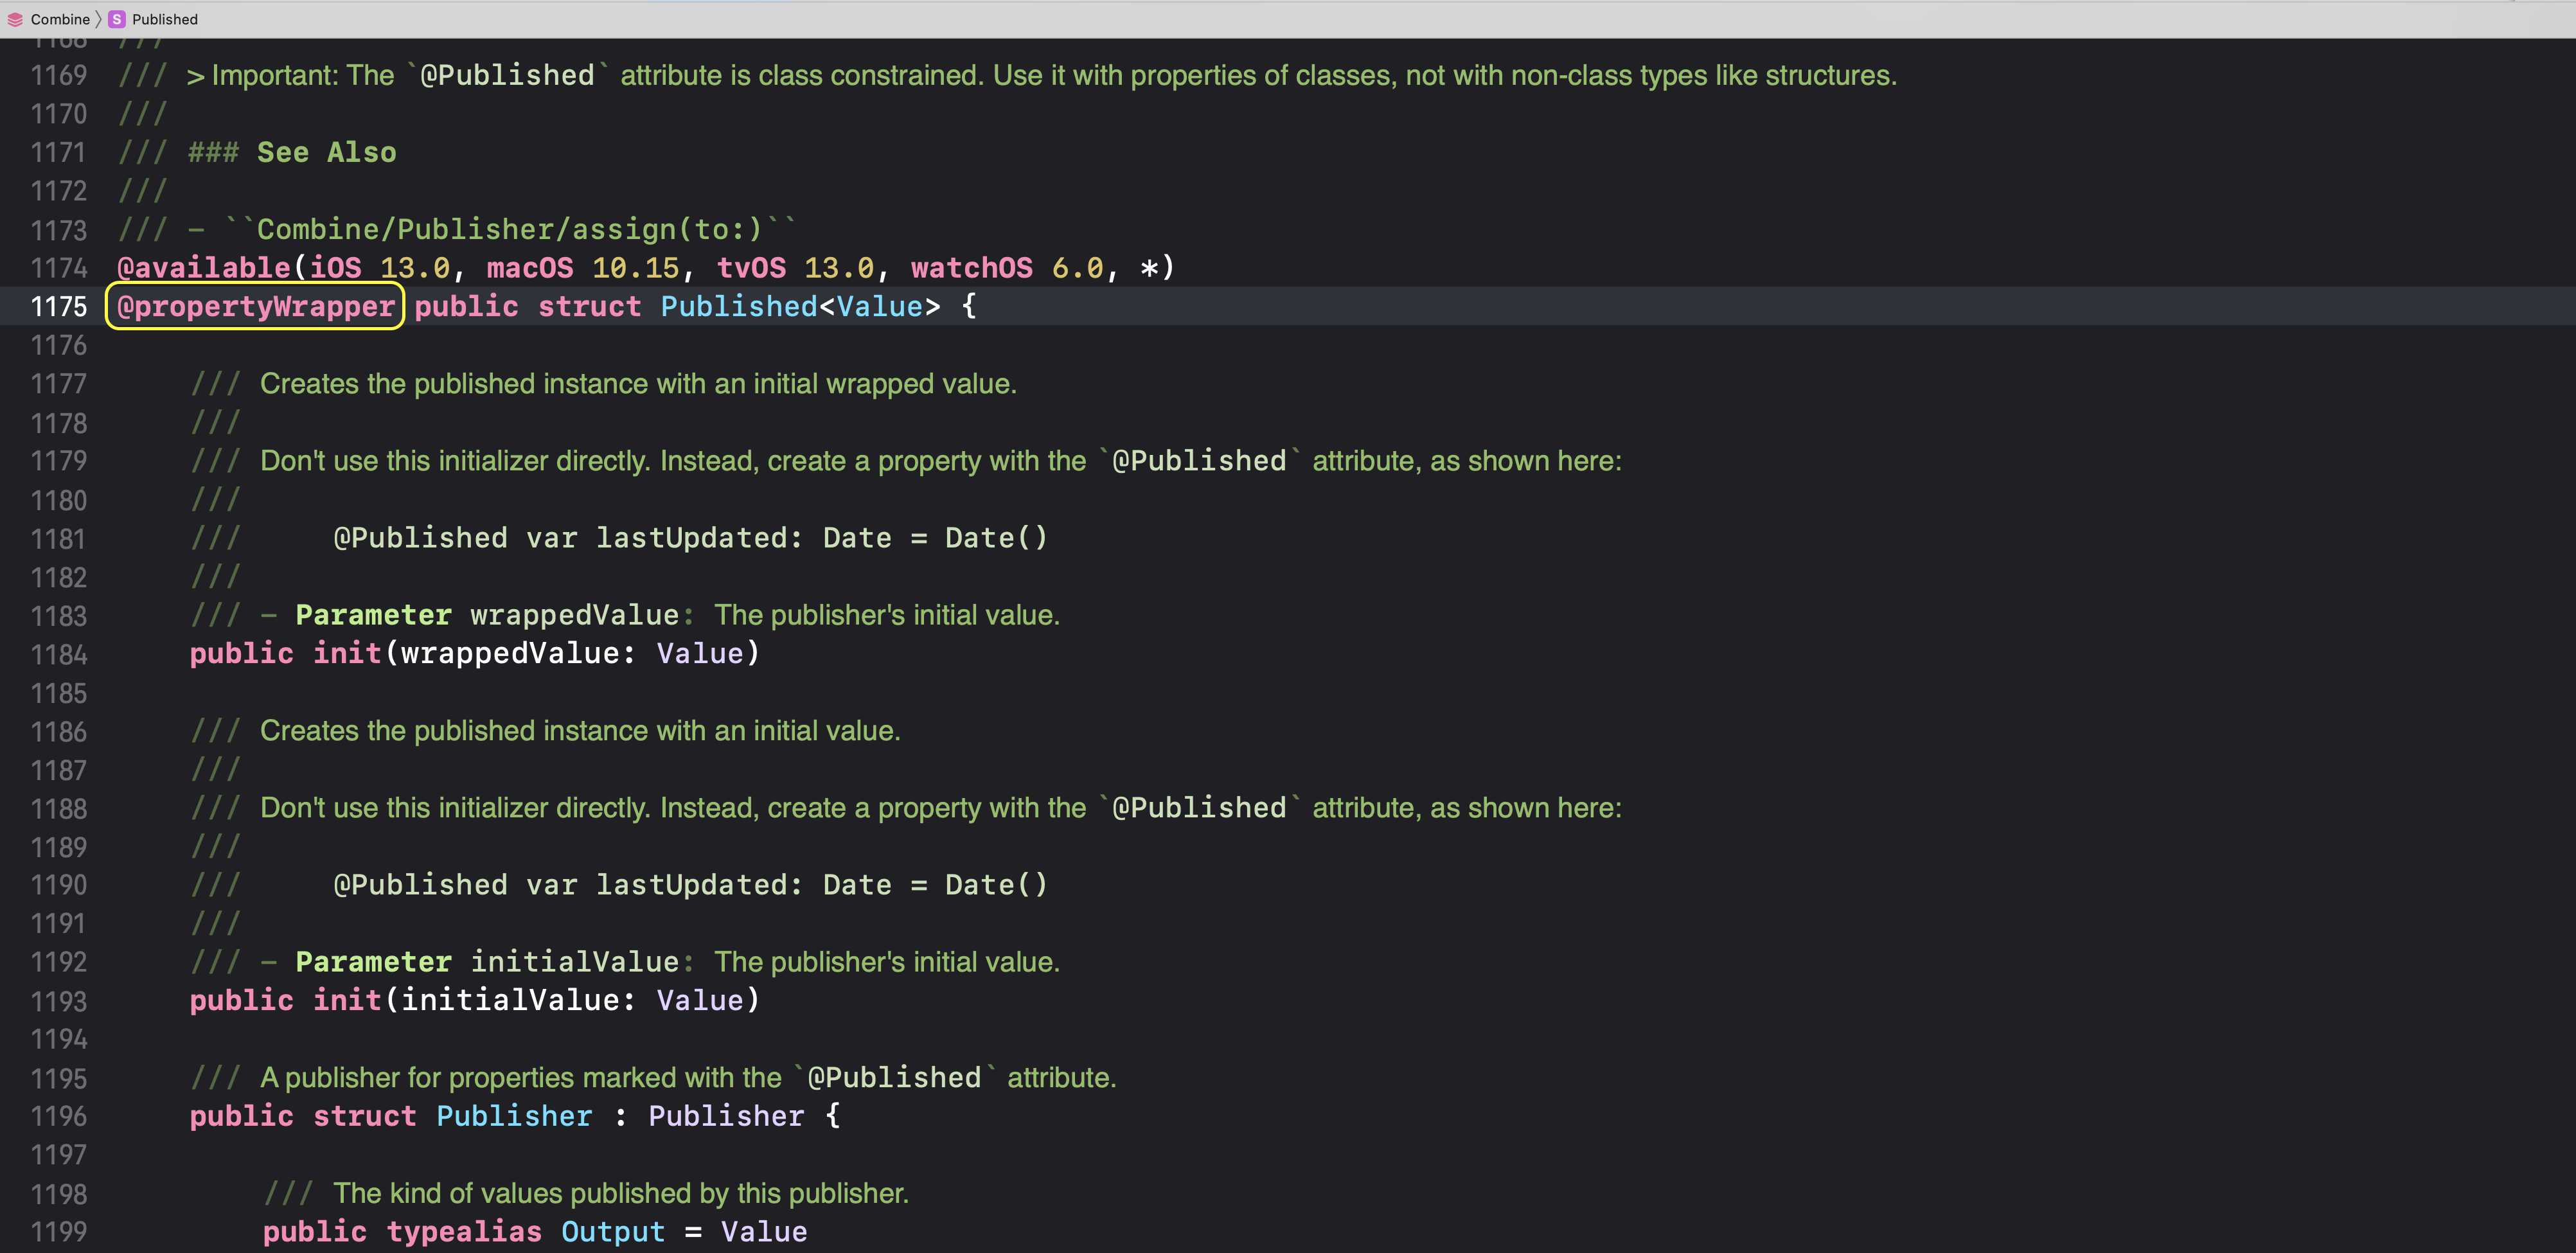 Combine 〉 S Published
1168 ///
1169 /// > Important: The `@Published` attribute is class constrained. Use it with properties of classes, not with non-class types like structures.
1170 ///
1171 /// ### See Also
1172 ///
1173 /// – ``Combine/Publisher/assign(to:)``
1174 @available(iOS 13.0, macOS 10.15, tvOS 13.0, watchOS 6.0, *)
1175 @propertyWrapper public struct Published<Value> {
1176
1177 /// Creates the published instance with an initial wrapped value.
1178 ///
1179 /// Don't use this initializer directly. Instead, create a property with the `@Published` attribute, as shown here:
1180 ///
1181 /// @Published var lastUpdated: Date = Date()
1182 ///
1183 /// – Parameter wrappedValue: The publisher's initial value.
1184 public init(wrappedValue: Value)
1185
1186 /// Creates the published instance with an initial value.
1187 ///
1188 /// Don't use this initializer directly. Instead, create a property with the `@Published` attribute, as shown here:
1189 ///
1190 /// @Published var lastUpdated: Date = Date()
1191 ///
1192 /// – Parameter initialValue: The publisher's initial value.
1193 public init(initialValue: Value)
1194
1195 /// A publisher for properties marked with the `@Published` attribute.
1196 public struct Publisher : Publisher {
1197
1198 /// The kind of values published by this publisher.
1199 public typealias Output = Value